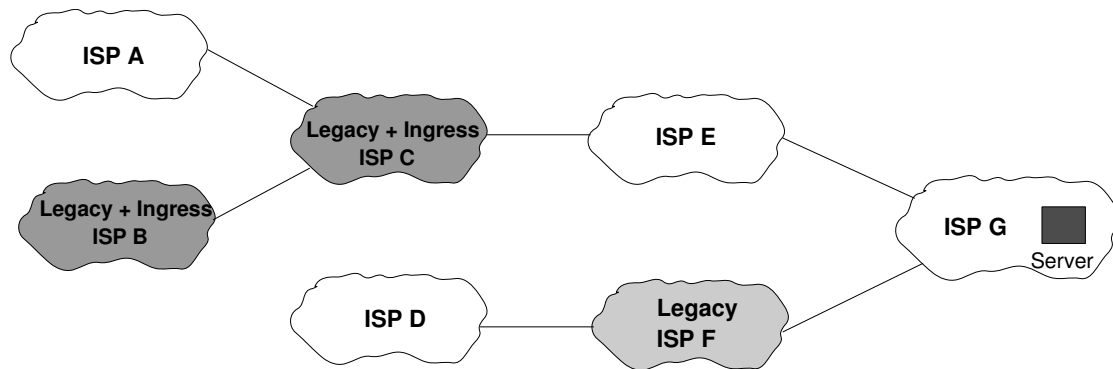 ISP A
Legacy + Ingress
ISP C
ISP E
Legacy + Ingress
ISP B
ISP G
Server
ISP D
Legacy
ISP F